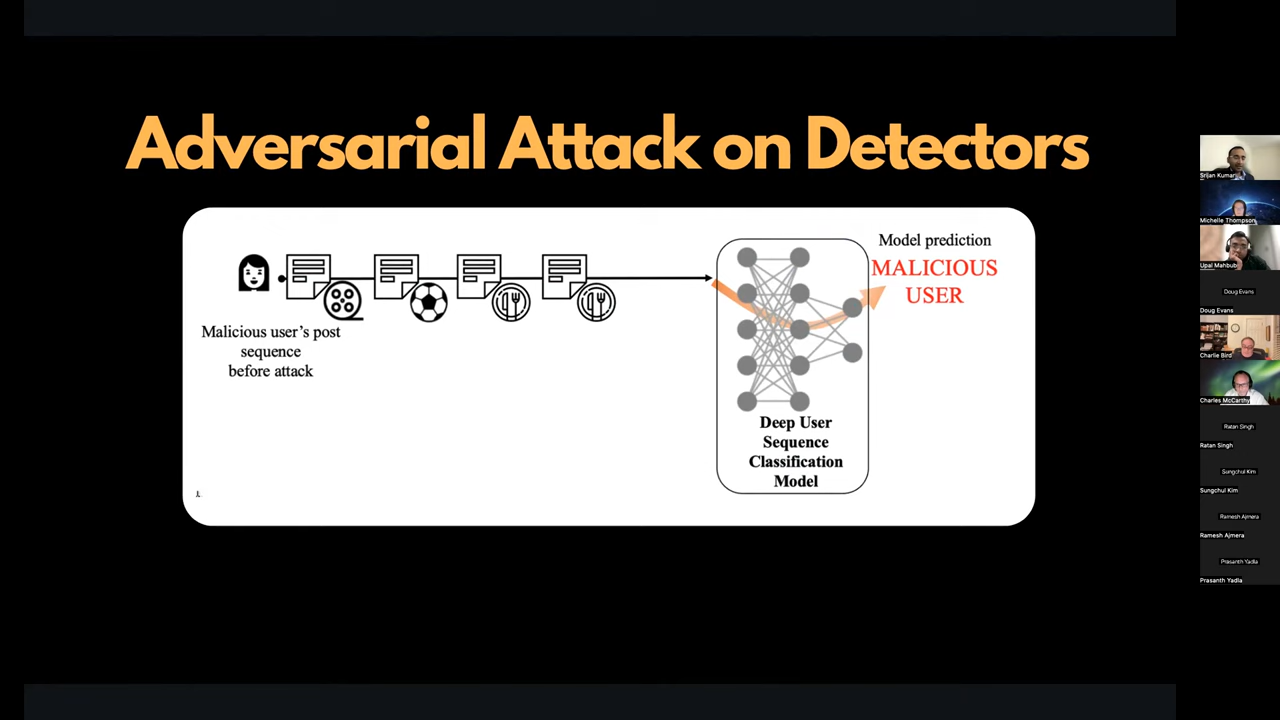 Adversarial Attack on Detectors
Malicious user's post
sequence
before attack
Model prediction
MALICIOUS
USER
Deep User
Sequence
Classification
Model
Srijan Kumar
Michelle Thompson
Upal Mahbub
Doug Evans
Doug Evans
Charlie Bird
Charles McCarthy
Ratan Singh
Ratan Singh
Sungchul Kim
Sungchul Kim
Ramesh Ajmera
Ramesh Ajmera
Prasanth Yadla
Prasanth Yadla